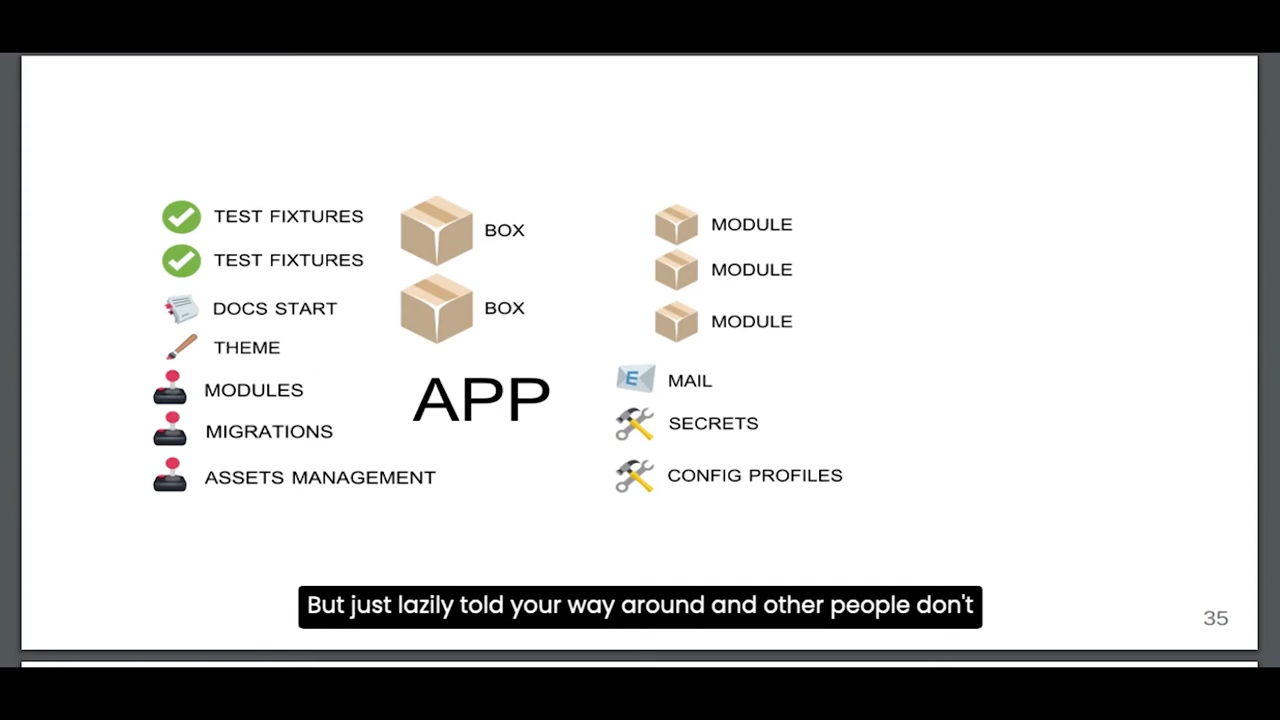 TEST FIXTURES
TEST FIXTURES
DOCS START
THEME
MODULES
MIGRATIONS
ASSETS MANAGEMENT
BOX
BOX
APP
MODULE
MODULE
MODULE
E
MAIL
SECRETS
CONFIG PROFILES
But just lazily told your way around and other people don't
35